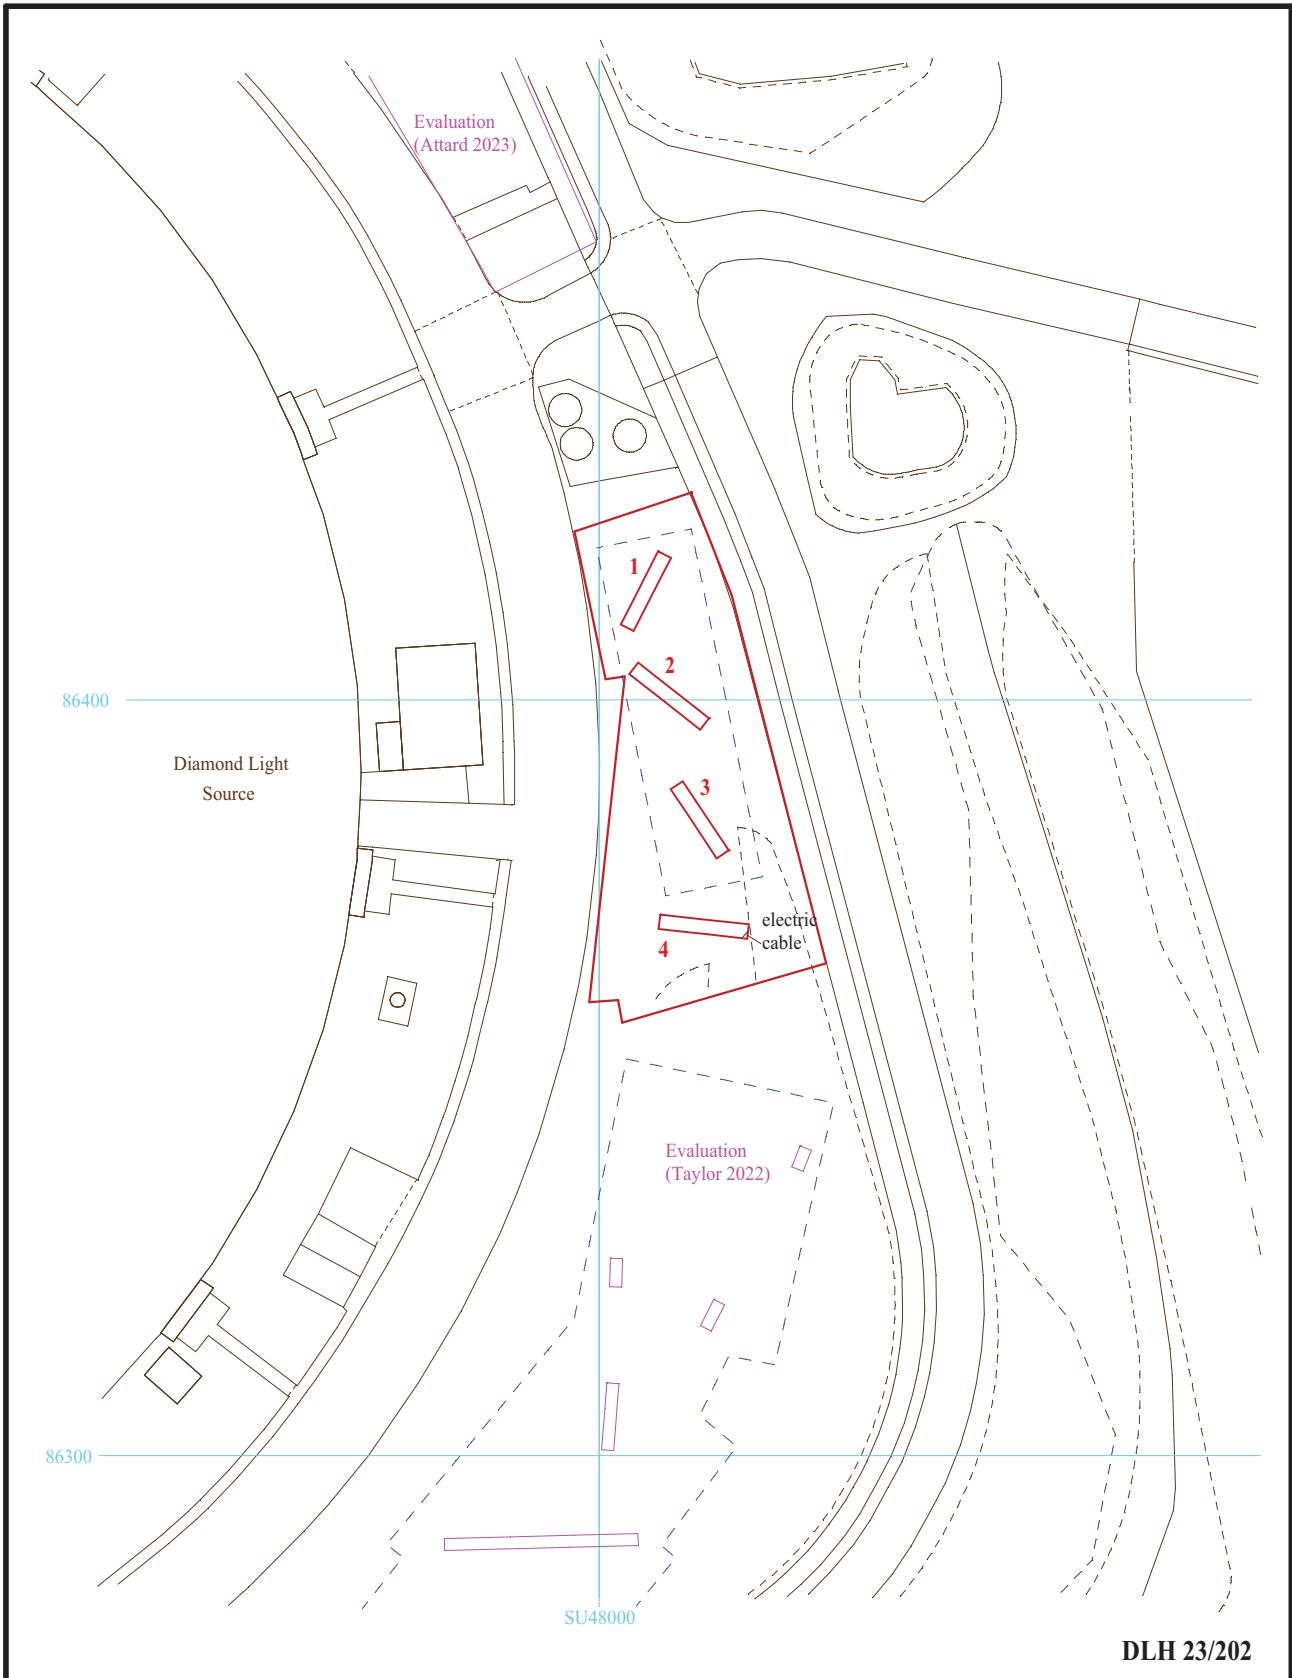 Evaluation
(Attard 2023)
1
2
86400
Diamond Light
Source
3
electric
cable
4
Evaluation
(Taylor 2022)
86300
SU48000
DLH 23/202